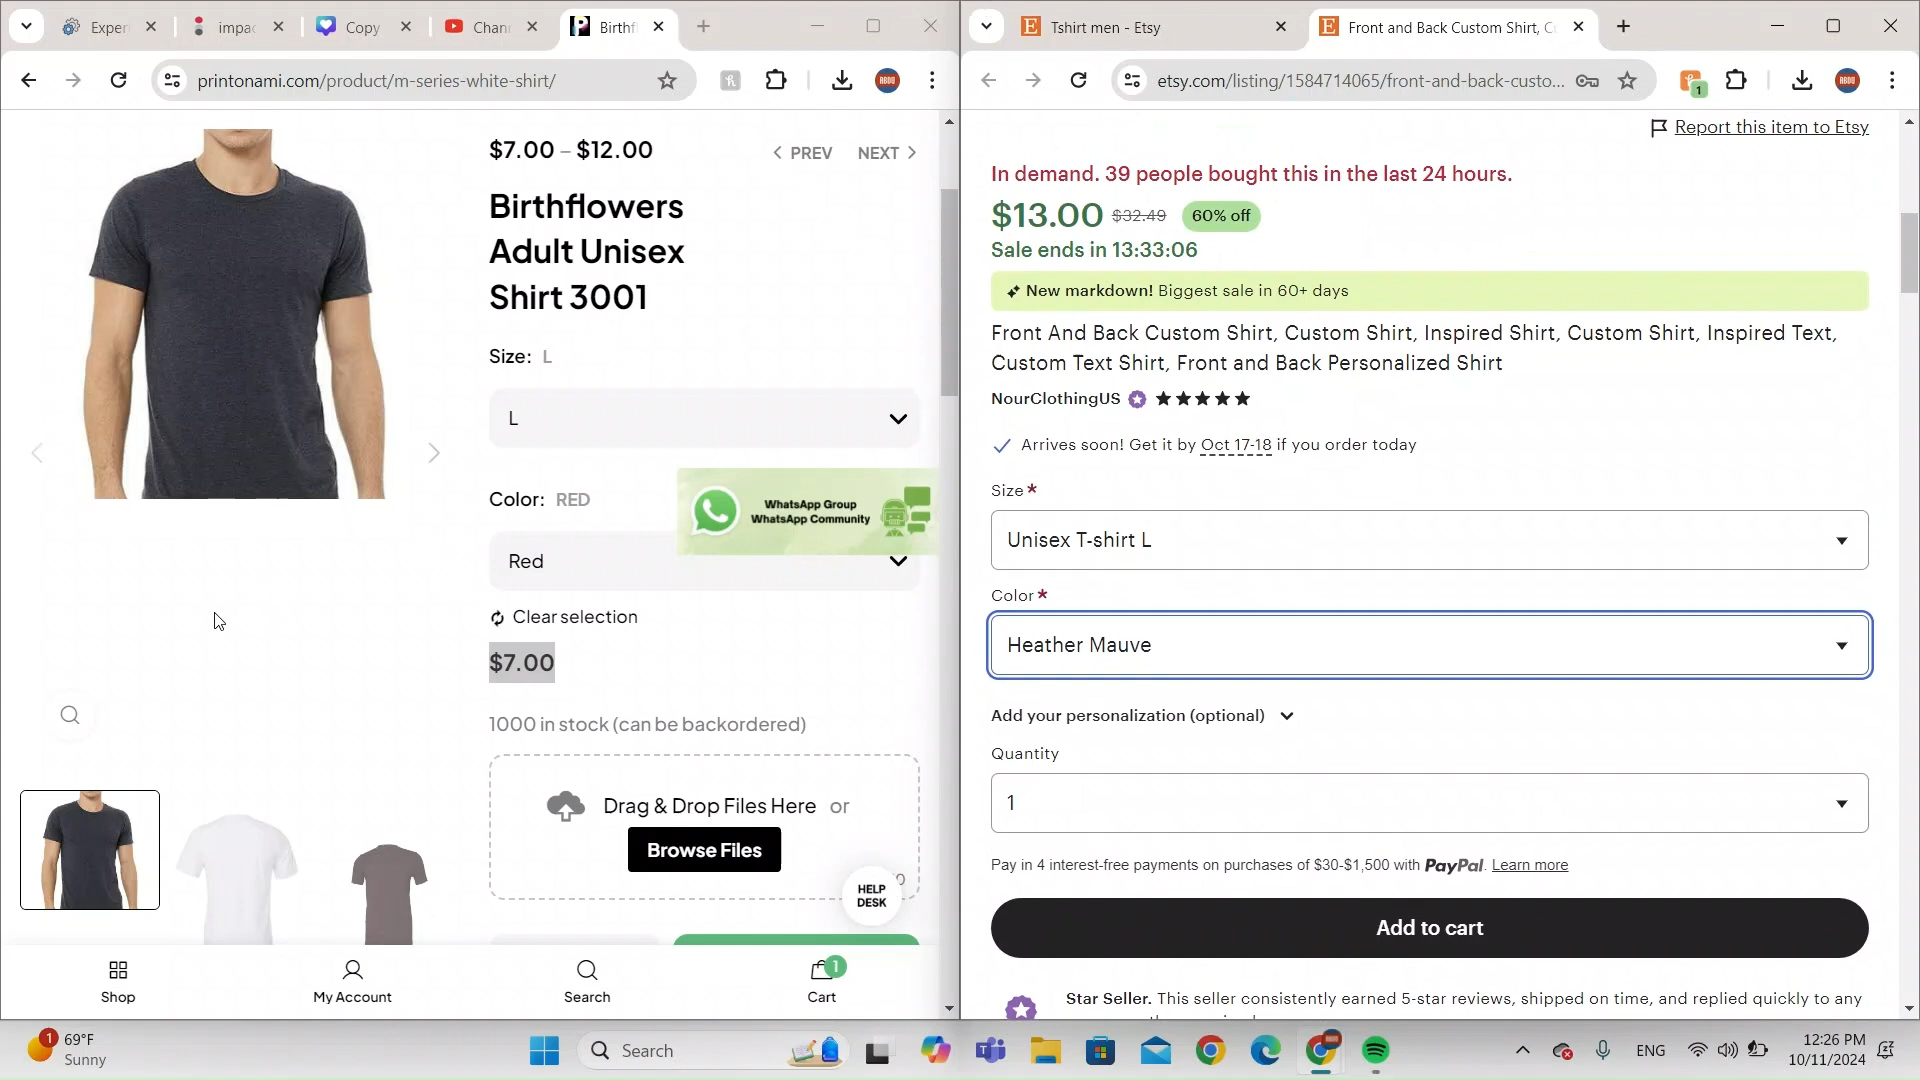 Exper
impac
Copy
Chann
Birthfl
printonami.com/product/m-series-white-shirt/
$7.00 – $12.00
PREV
NEXT
Birthflowers
Adult Unisex
Shirt 3001
Size: L
L
Color: RED
WhatsApp Group
WhatsApp Community
Red
Clear selection
$7.00
1000 in stock (can be backordered)
Drag & Drop Files Here or
Browse Files
HELP
DESK
Shop
My Account
Search
1
Cart
Tshirt men - Etsy
Front and Back Custom Shirt, C
etsy.com/listing/1584714065/front-and-back-custo...
1
Report this item to Etsy
In demand. 39 people bought this in the last 24 hours.
$13.00 $32.49 60% off
Sale ends in 13:33:06
New markdown! Biggest sale in 60+ days
Front And Back Custom Shirt, Custom Shirt, Inspired Shirt, Custom Shirt, Inspired Text,
Custom Text Shirt, Front and Back Personalized Shirt
NourClothingUS
Arrives soon! Get it by Oct 17-18 if you order today
Size *
Unisex T-shirt L
Color *
Heather Mauve
Add your personalization (optional)
Quantity
1
Pay in 4 interest-free payments on purchases of $30-$1,500 with PayPal. Learn more
Add to cart
Star Seller. This seller consistently earned 5-star reviews, shipped on time, and replied quickly to any
1
69°F
Sunny
Search
ENG
12:26 PM
10/11/2024